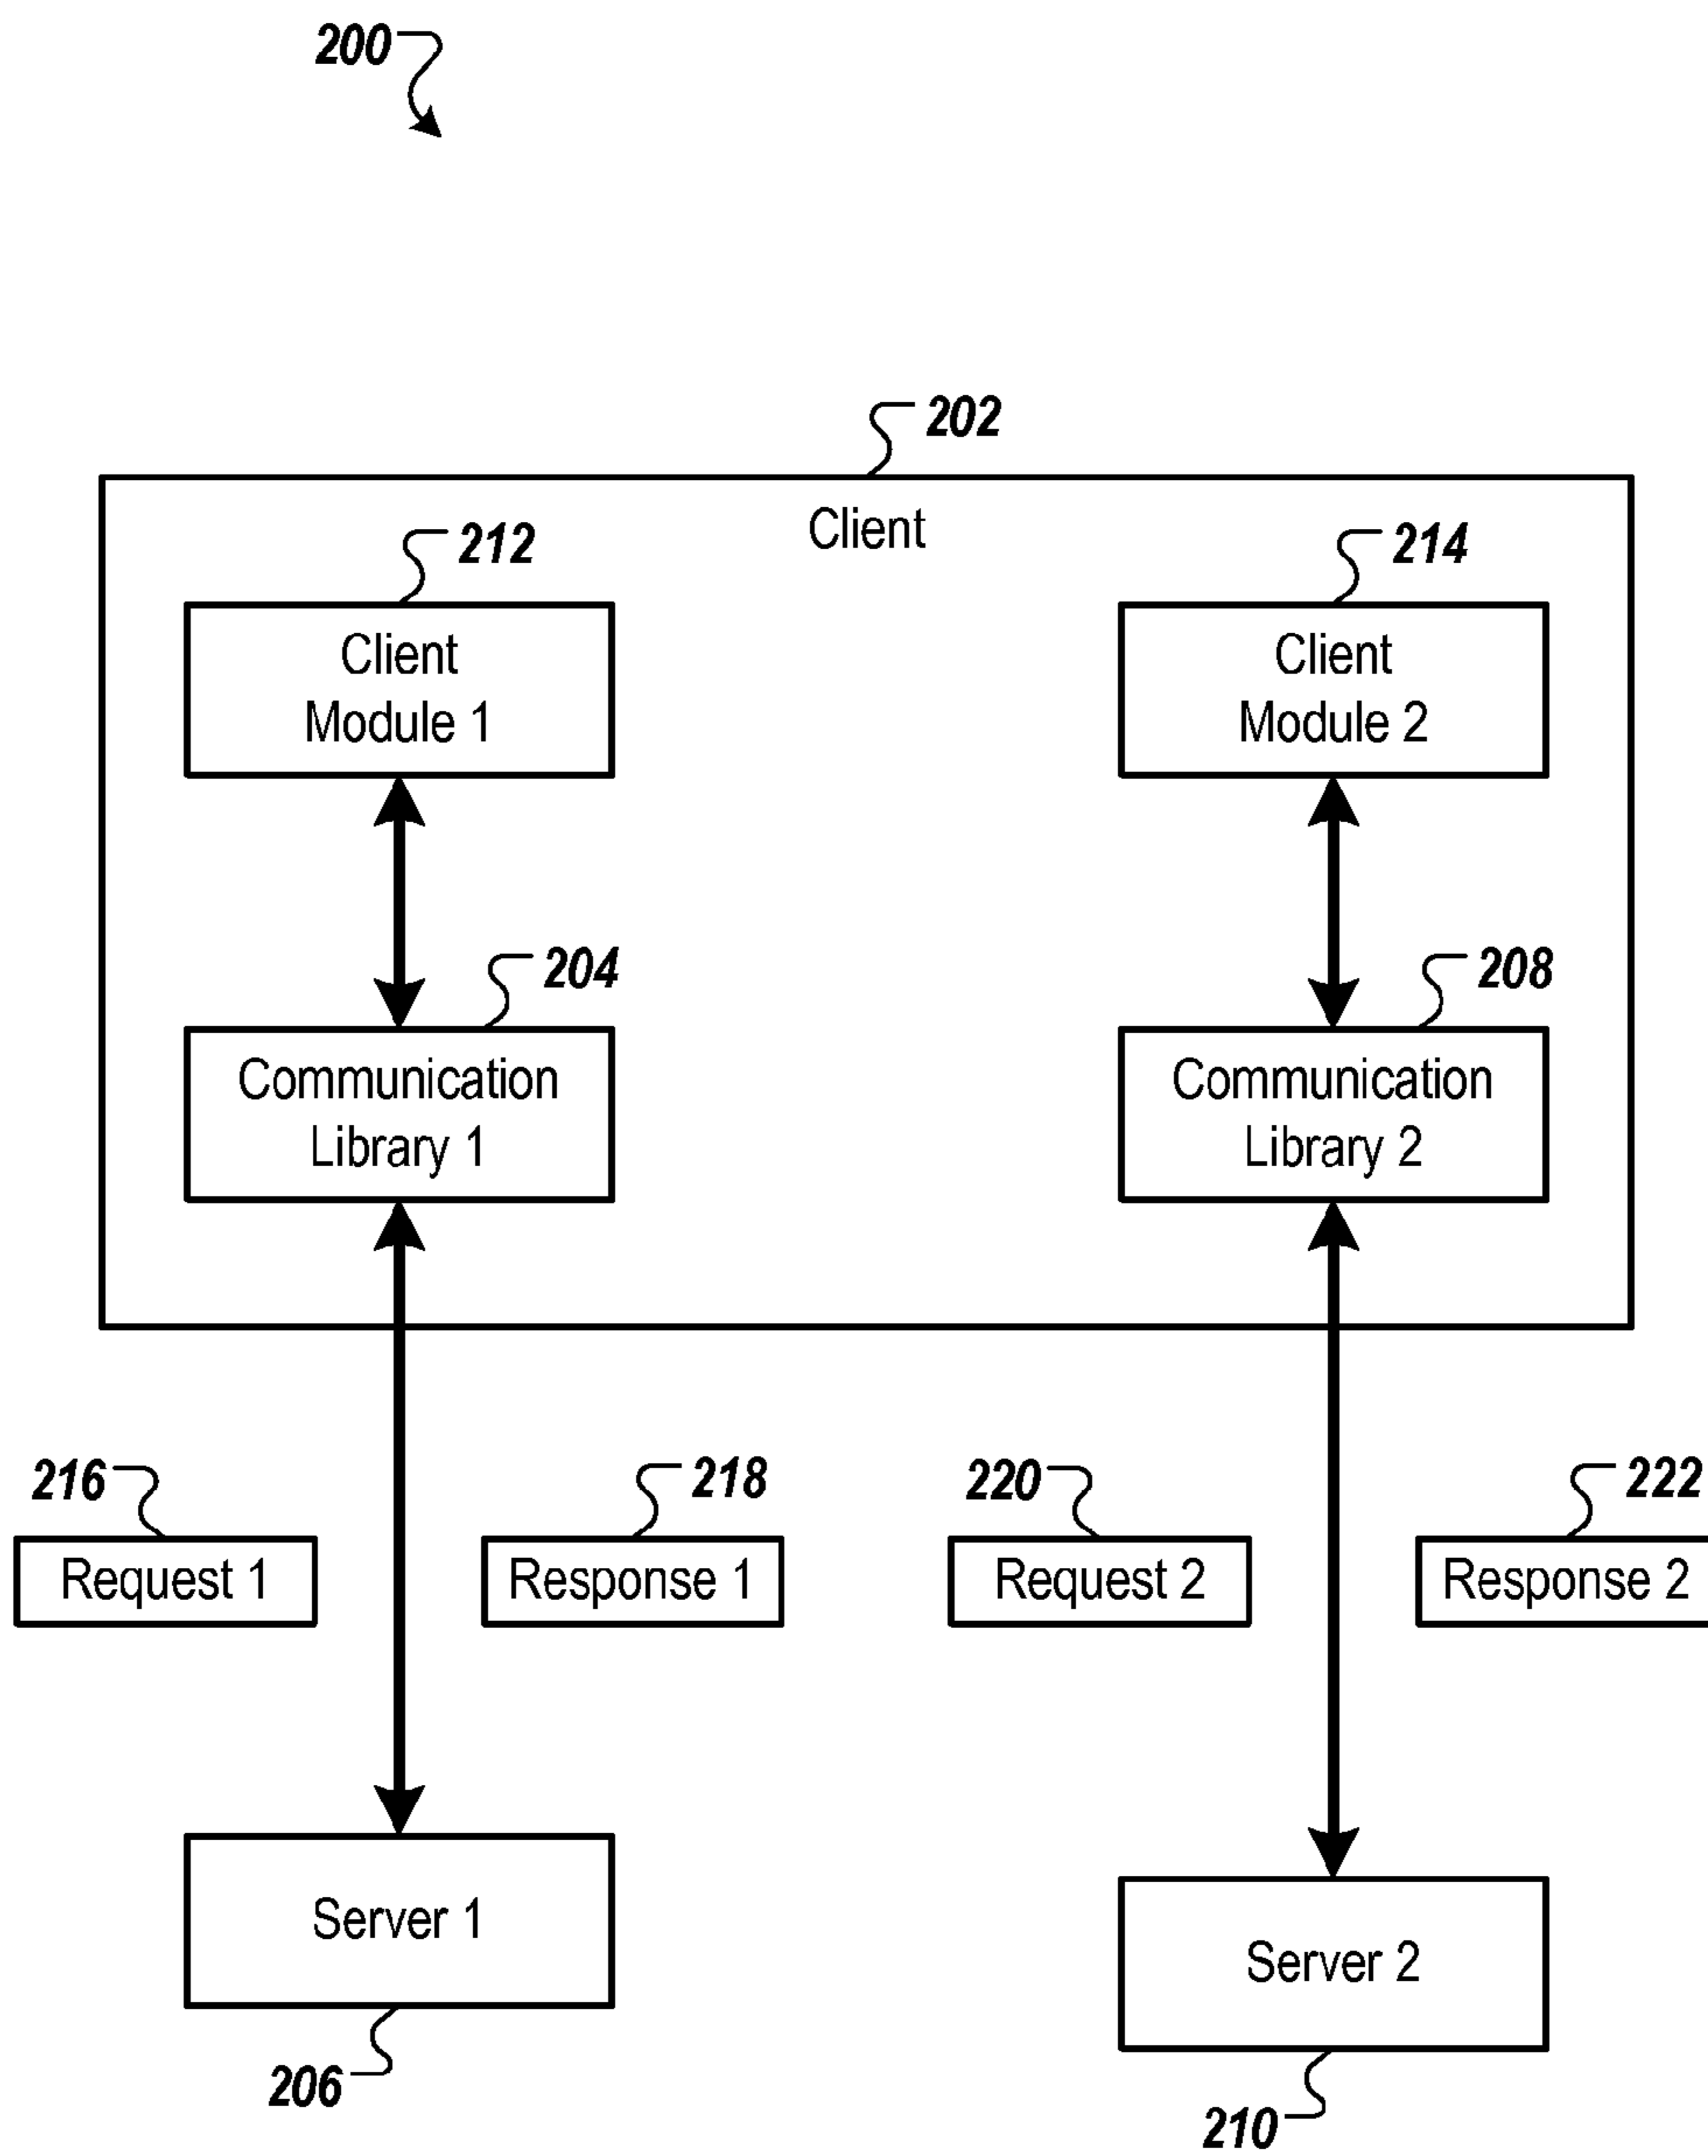 200
202
Client
212
214
Client
Module 1
Client
Module 2
204
208
Communication
Library 1
Communication
Library 2
216
218
220
222
Request 1
Response 1
Request 2
Response 2
Server 1
Server 2
206
210